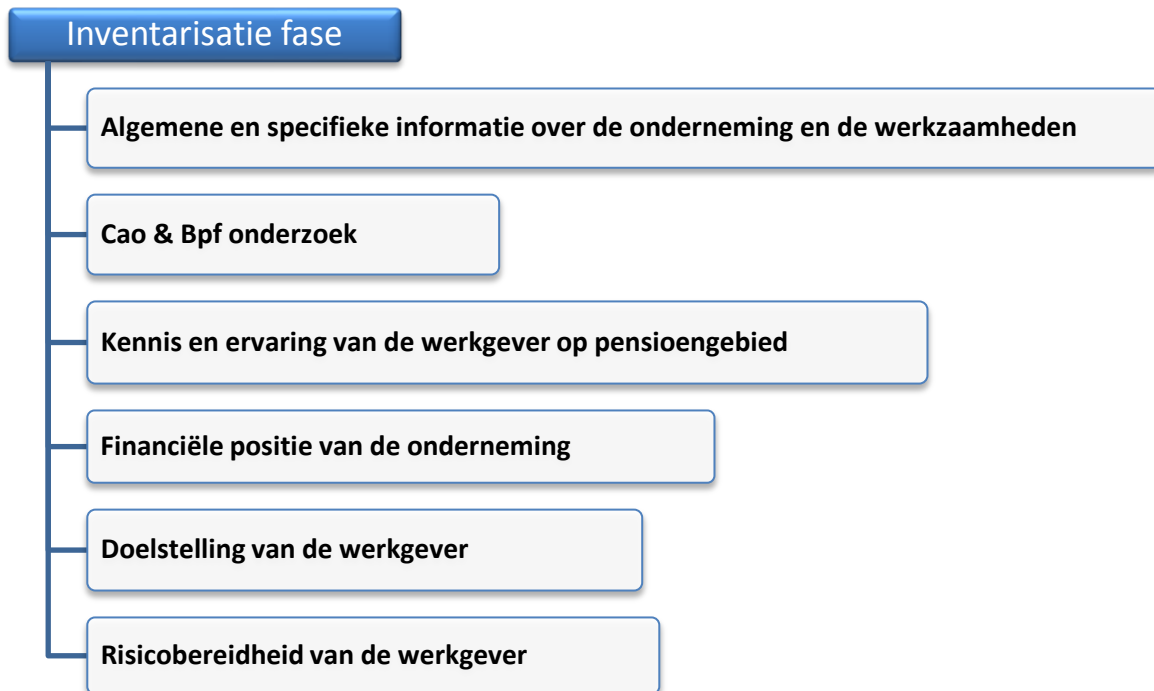 Inventarisatie fase
Algemene en specifieke informatie over de onderneming en de werkzaamheden
Cao & Bpf onderzoek
Kennis en ervaring van de werkgever op pensioengebied
Financiële positie van de onderneming
Doelstelling van de werkgever
Risicobereidheid van de werkgever